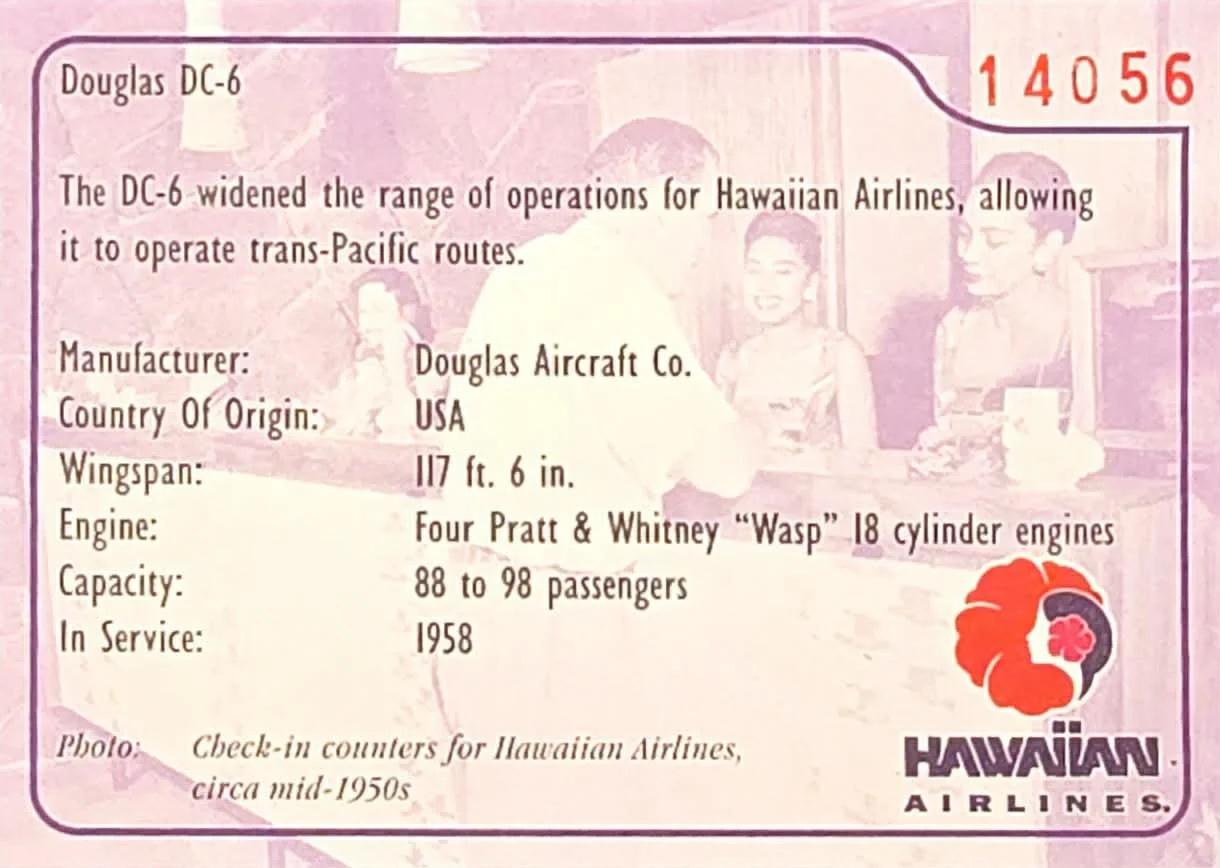 Douglas DC-6
14056
The DC-6 widened the range of operations for Hawaiian Airlines, allowing
it to operate trans-Pacific routes.
Manufacturer: Douglas Aircraft Co.
Country Of Origin: USA
Wingspan: 117 ft. 6 in.
Engine: Four Pratt & Whitney “Wasp” 18 cylinder engines
Capacity: 88 to 98 passengers
In Service: 1958
Photo: Check-in counters for Hawaiian Airlines,
circa mid-1950s
HAWAIIAN
AIRLINES.